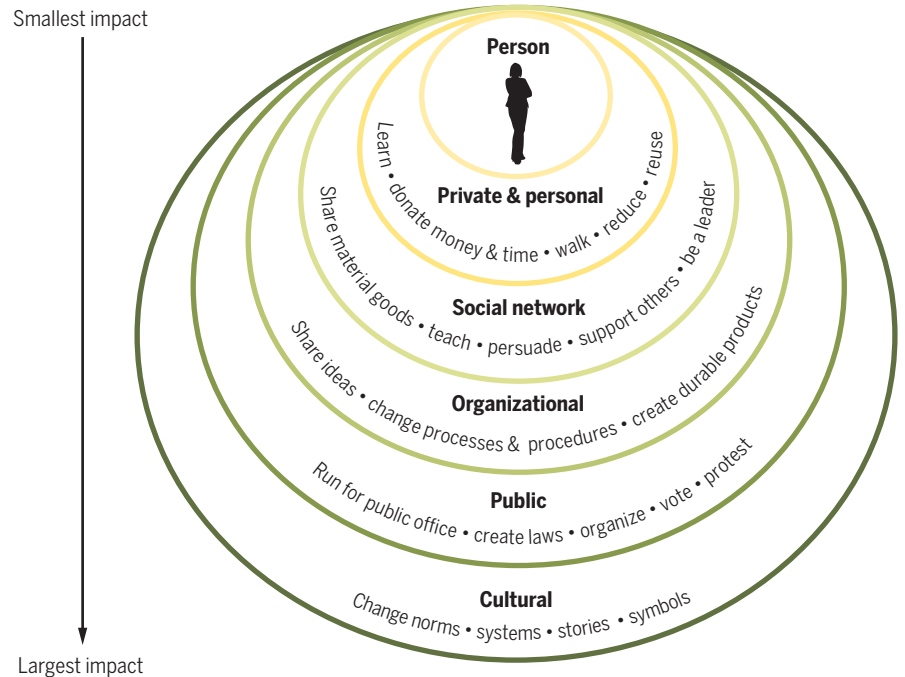 Smallest impact
Person
Learn • donate money & time • walk • reduce • reuse
Private & personal
Share material goods • teach • persuade • support others • be a leader
Social network
Share ideas • change processes & procedures • create durable products
Organizational
Run for public office • create laws • organize • vote • protest
Public
Change norms • systems • stories • symbols
Cultural
Largest impact